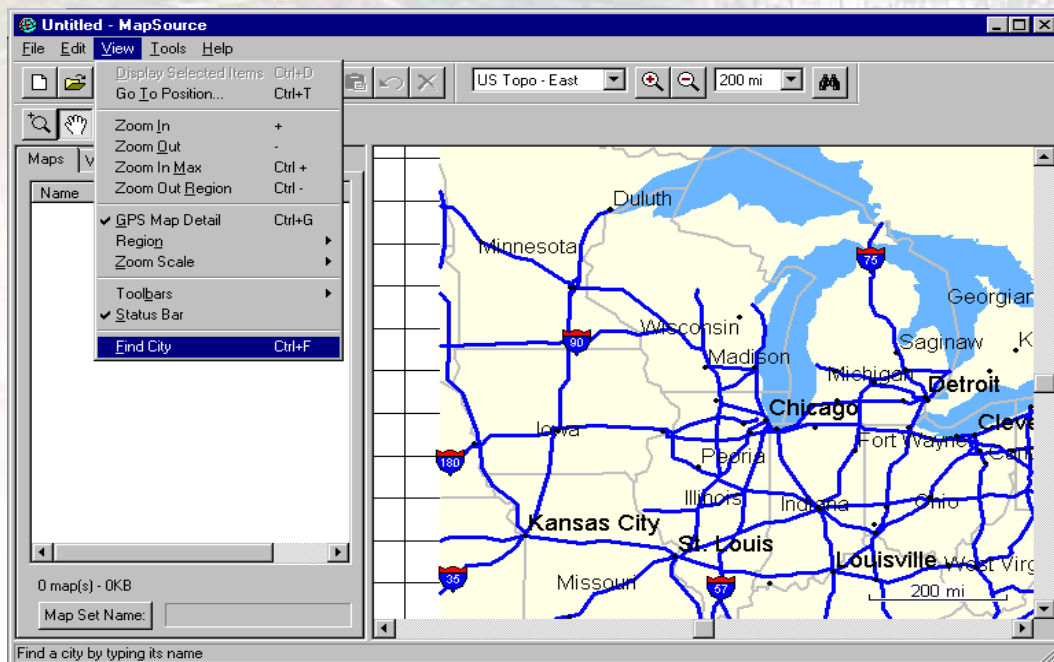 Untitled - MapSource
File Edit View Tools Help
Display Selected Items Ctrl+D
Go To Position... Ctrl+T
Zoom In +
Zoom Out -
Zoom In Max Ctrl +
Zoom Out Region Ctrl -
GPS Map Detail Ctrl+G
Region
Zoom Scale
Toolbars
Status Bar
Find City Ctrl+F
US Topo - East
200 mi
Maps V
Name
0 map(s) - 0KB
Map Set Name:
Duluth
Minnesota
75
Georgian
Wisconsin
90
Saginaw
K
Madison
Michigan
Detroit
Chicago
Cleve
Iowa
Fort Wayne
Cant
180
Peoria
Illinois
Indiana
Ohio
Kansas City
St. Louis
Louisville
West Virg
35
Missouri
57
200 mi
Find a city by typing its name